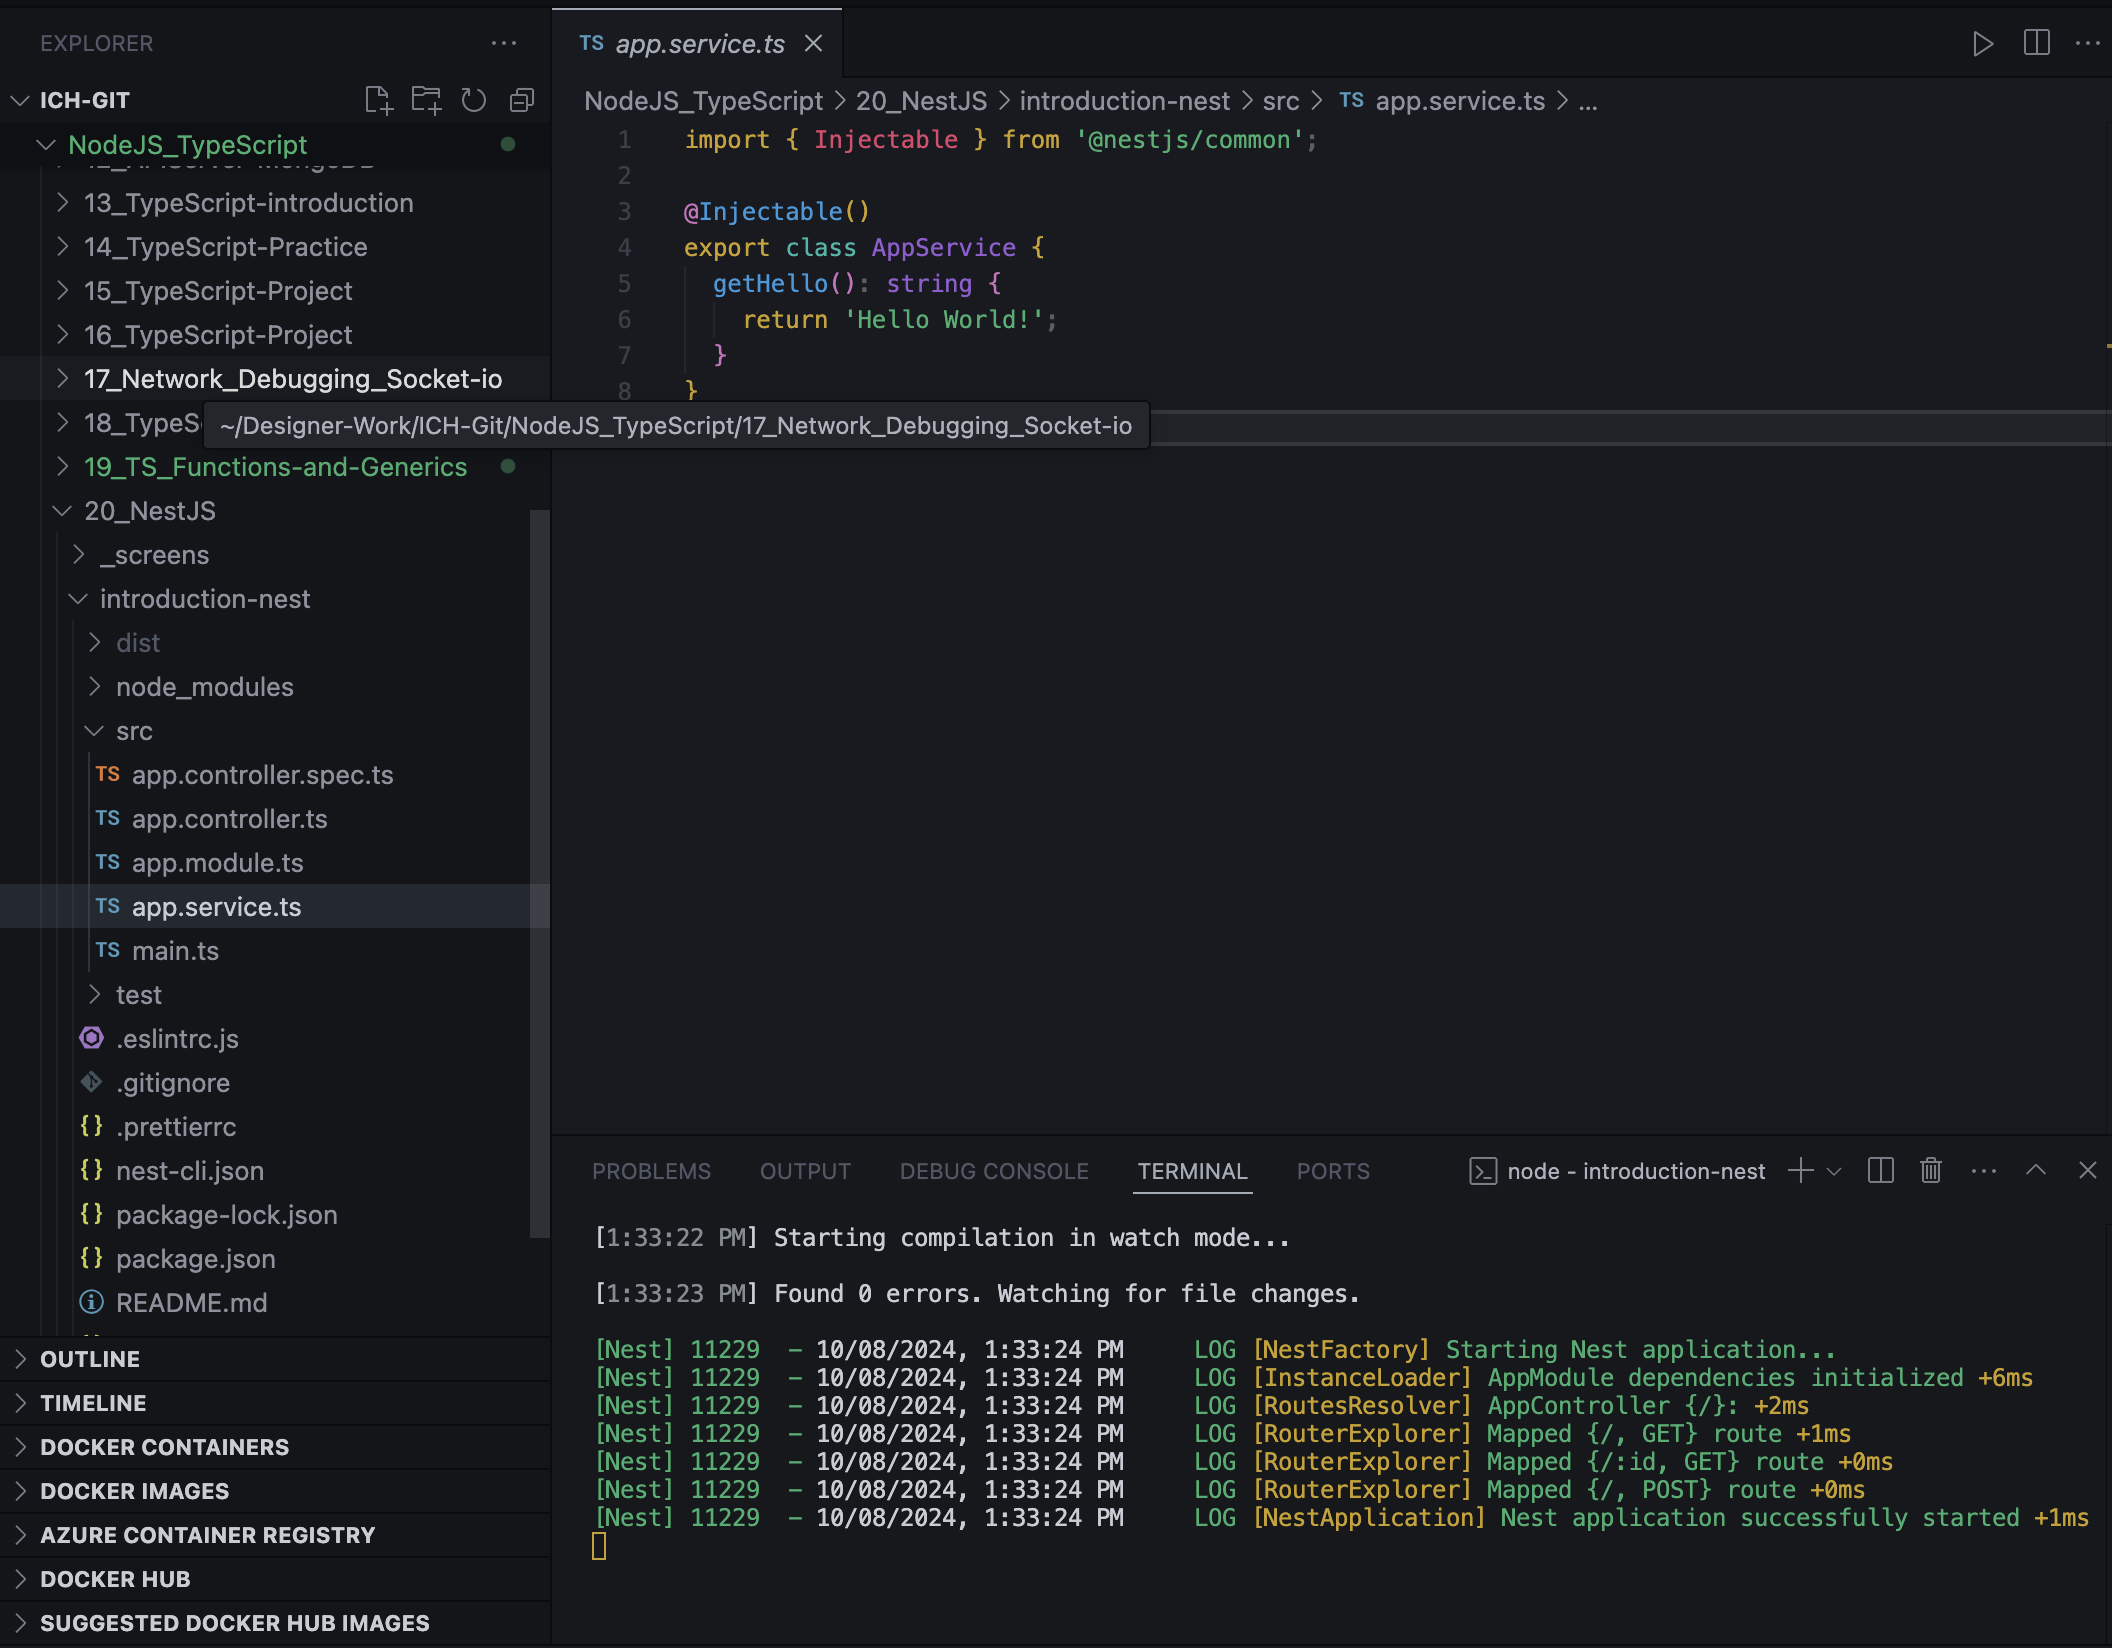 EXPLORER
ICH-GIT
NodeJS_TypeScript
13_TypeScript-introduction
14_TypeScript-Practice
15_TypeScript-Project
16_TypeScript-Project
17_Network_Debugging_Socket-io
18_TypeS
~/Designer-Work/ICH-Git/NodeJS_TypeScript/17_Network_Debugging_Socket-io
19_TS_Functions-and-Generics
20_NestJS
_screens
introduction-nest
dist
node_modules
src
TS app.controller.spec.ts
TS app.controller.ts
TS app.module.ts
TS app.service.ts
TS main.ts
test
.eslintrc.js
.gitignore
{} .prettierrc
{} nest-cli.json
{} package-lock.json
{} package.json
README.md
OUTLINE
TIMELINE
DOCKER CONTAINERS
DOCKER IMAGES
AZURE CONTAINER REGISTRY
DOCKER HUB
SUGGESTED DOCKER HUB IMAGES
TS app.service.ts
NodeJS_TypeScript > 20_NestJS > introduction-nest > src > TS app.service.ts > ...
1 import { Injectable } from '@nestjs/common';
2
3 @Injectable()
4 export class AppService {
5 getHello(): string {
6 return 'Hello World!';
7 }
8 }
PROBLEMS OUTPUT DEBUG CONSOLE TERMINAL PORTS node - introduction-nest
[1:33:22 PM] Starting compilation in watch mode...
[1:33:23 PM] Found 0 errors. Watching for file changes.
[Nest] 11229 - 10/08/2024, 1:33:24 PM LOG [NestFactory] Starting Nest application...
[Nest] 11229 - 10/08/2024, 1:33:24 PM LOG [InstanceLoader] AppModule dependencies initialized +6ms
[Nest] 11229 - 10/08/2024, 1:33:24 PM LOG [RoutesResolver] AppController {/}: +2ms
[Nest] 11229 - 10/08/2024, 1:33:24 PM LOG [RouterExplorer] Mapped {/, GET} route +1ms
[Nest] 11229 - 10/08/2024, 1:33:24 PM LOG [RouterExplorer] Mapped {/:id, GET} route +0ms
[Nest] 11229 - 10/08/2024, 1:33:24 PM LOG [RouterExplorer] Mapped {/, POST} route +0ms
[Nest] 11229 - 10/08/2024, 1:33:24 PM LOG [NestApplication] Nest application successfully started +1ms